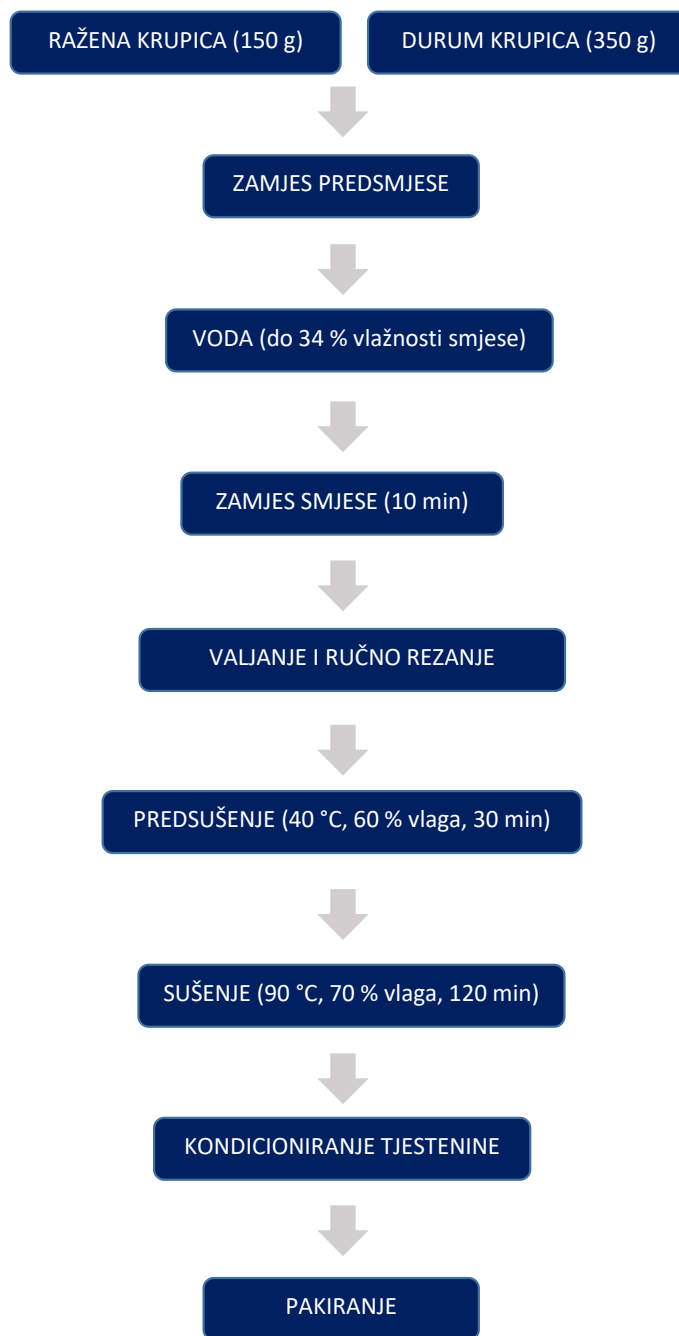 RAŽENA KRUPICA (150 g)
DURUM KRUPICA (350 g)
ZAMJES PREDSMJESE
VODA (do 34 % vlažnosti smjese)
ZAMJES SMJESE (10 min)
VALJANJE I RUČNO REZANJE
PREDSUŠENJE (40 °C, 60 % vlaga, 30 min)
SUŠENJE (90 °C, 70 % vlaga, 120 min)
KONDICIONIRANJE TJESTENINE
PAKIRANJE